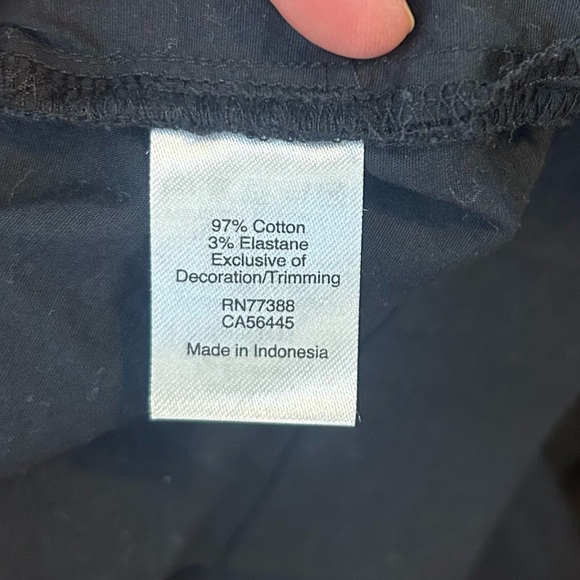 97% Cotton
3% Elastane
Exclusive of
Decoration/Trimming
RN77388
CA56445
Made in Indonesia